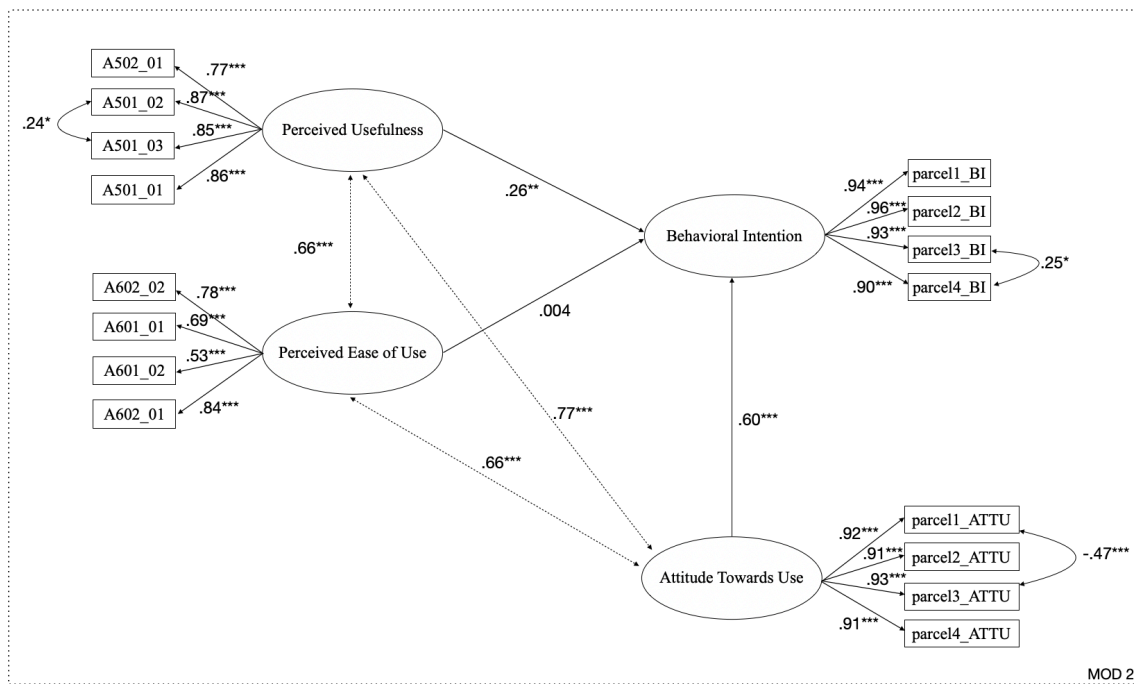 A502_01
.77***
A501_02
.87***
.24*
A501_03
.85***
A501_01
.86***
Perceived Usefulness
.26**
.66***
A602_02
.78***
A601_01
.69***
A601_02
.53***
A602_01
.84***
Perceived Ease of Use
.004
.77***
.66***
Behavioral Intention
.94***
parcel1_BI
.96***
parcel2_BI
.93***
parcel3_BI
.25*
.90***
parcel4_BI
.60***
Attitude Towards Use
.92***
parcel1_ATTU
.91***
parcel2_ATTU
-.47***
.93***
parcel3_ATTU
.91***
parcel4_ATTU
MOD 2